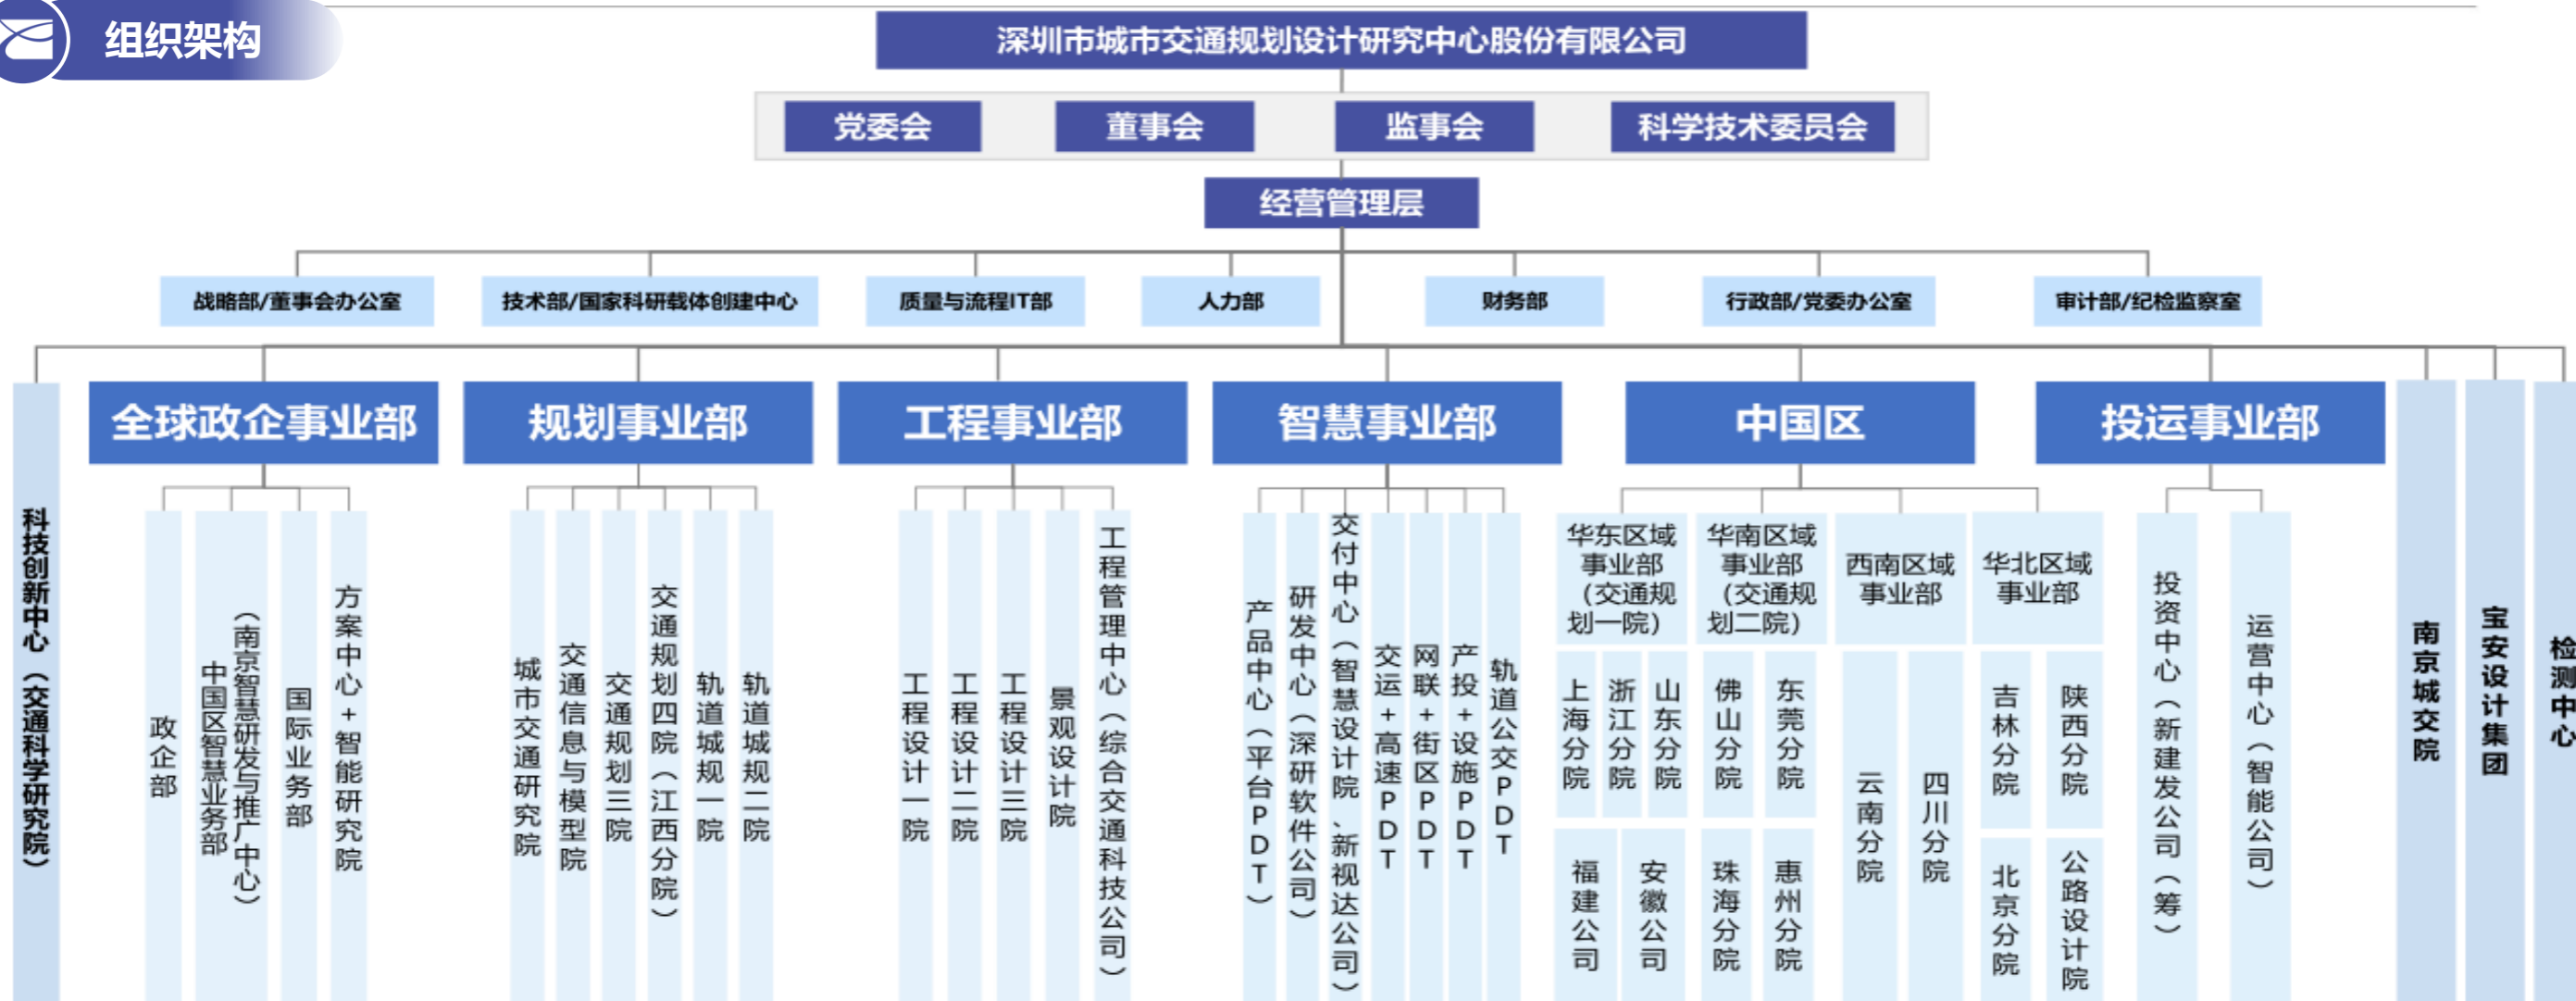 组织架构
深圳市城市交通规划设计研究中心股份有限公司
党委会
董事会
监事会
科学技术委员会
经营管理层
战略部/董事会办公室
技术部/国家科研载体创建中心
质量与流程IT部
人力部
财务部
行政部/党委办公室
审计部/纪检监察室
科技创新中心（交通科学研究院）
全球政企事业部
规划事业部
工程事业部
智慧事业部
中国区
投运事业部
南京城交院
宝安设计集团
检测中心
政企部
中国区智慧业务部
（南京智慧研发与推广中心）
国际业务部
方案中心+智能研究院
城市交通研究院
交通信息与模型院
交通规划三院
交通规划四院（江西分院）
轨道城规一院
轨道城规二院
工程设计一院
工程设计二院
工程设计三院
景观设计院
工程管理中心（综合交通科技公司）
产品中心（平台PDT）
研发中心（深研软件公司）
交付中心（智慧设计院、新视达公司）
交运+高速PDT
网联+街区PDT
产投+设施PDT
轨道公交PDT
华东区域
事业部
（交通规
划一院）
华南区域
事业部
（交通规
划二院）
西南区域
事业部
华北区域
事业部
上海分院
浙江分院
山东分院
福建公司
安徽公司
佛山分院
东莞分院
珠海分院
惠州分院
云南分院
四川分院
吉林分院
陕西分院
北京分院
公路设计院
投资中心（新建发公司（筹）
运营中心（智能公司）